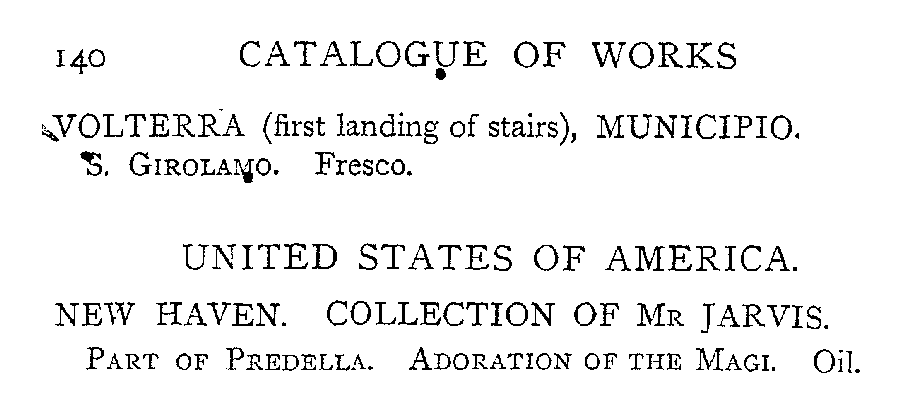 140 CATALOGUE OF WORKS
VOLTERRA (first landing of stairs), MUNICIPIO.
S. GIROLAMO. Fresco.
UNITED STATES OF AMERICA.
NEW HAVEN. COLLECTION OF MR JARVIS.
PART OF PREDELLA. ADORATION OF THE MAGI. Oil.